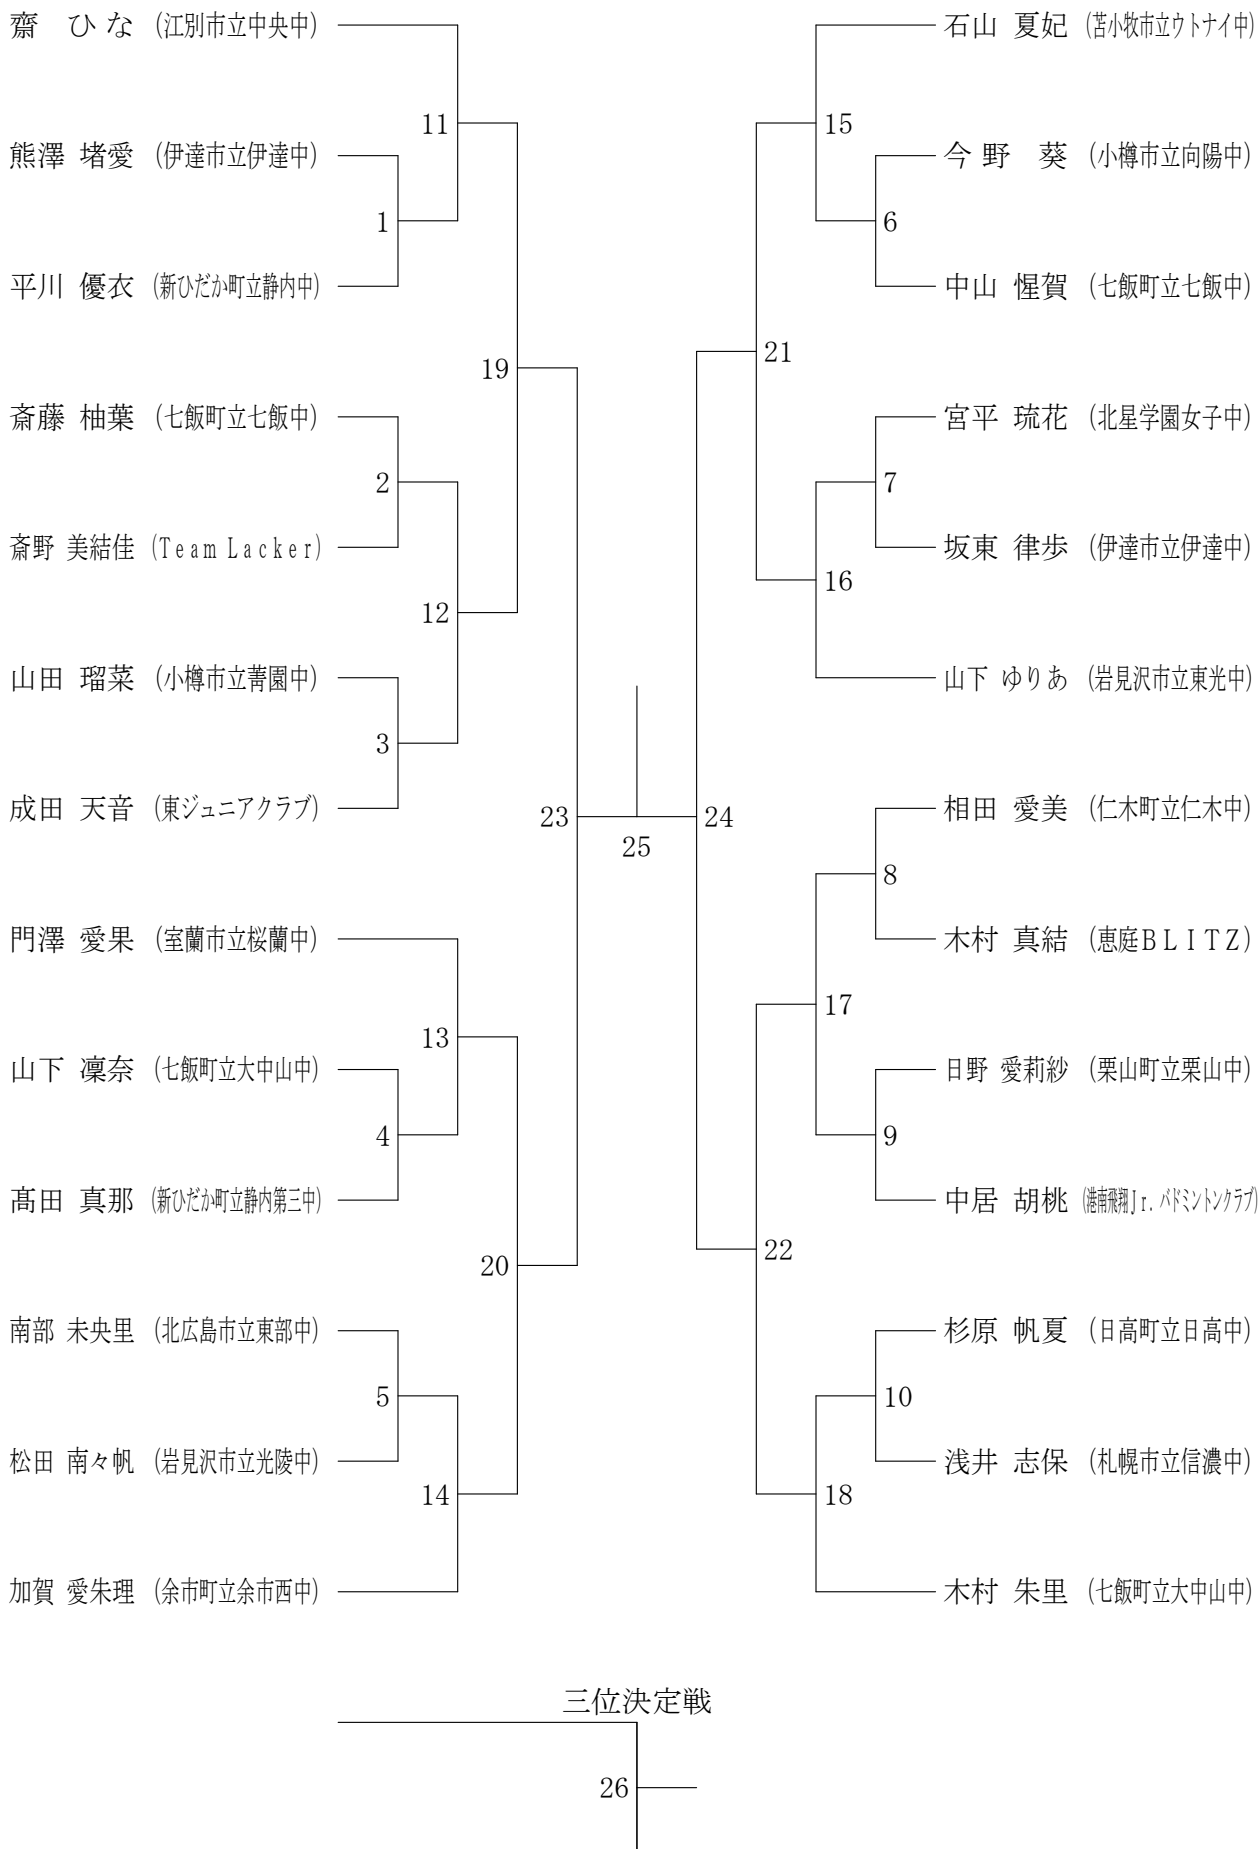 齋 ひな (江別市立中央中)
11
熊澤 堵愛 (伊達市立伊達中)
1
平川 優衣 (新ひだか町立静内中)
19
斎藤 柚葉 (七飯町立七飯中)
2
斎野 美結佳 (Team Lacker)
12
山田 瑠菜 (小樽市立菁園中)
3
成田 天音 (東ジュニアクラブ)
23
門澤 愛果 (室蘭市立桜蘭中)
13
山下 凜奈 (七飯町立大中山中)
4
髙田 真那 (新ひだか町立静内第三中)
20
南部 未央里 (北広島市立東部中)
5
松田 南々帆 (岩見沢市立光陵中)
14
加賀 愛朱理 (余市町立余市西中)
25
石山 夏妃 (苫小牧市立ウトナイ中)
15
今野 葵 (小樽市立向陽中)
6
中山 惺賀 (七飯町立七飯中)
21
宮平 琉花 (北星学園女子中)
7
坂東 律歩 (伊達市立伊達中)
16
山下 ゆりあ (岩見沢市立東光中)
24
相田 愛美 (仁木町立仁木中)
8
木村 真結 (恵庭BLITZ)
17
日野 愛莉紗 (栗山町立栗山中)
9
中居 胡桃 (港南飛翔Jr.バドミントンクラブ)
22
杉原 帆夏 (日高町立日高中)
10
浅井 志保 (札幌市立信濃中)
18
木村 朱里 (七飯町立大中山中)
三位決定戦
26